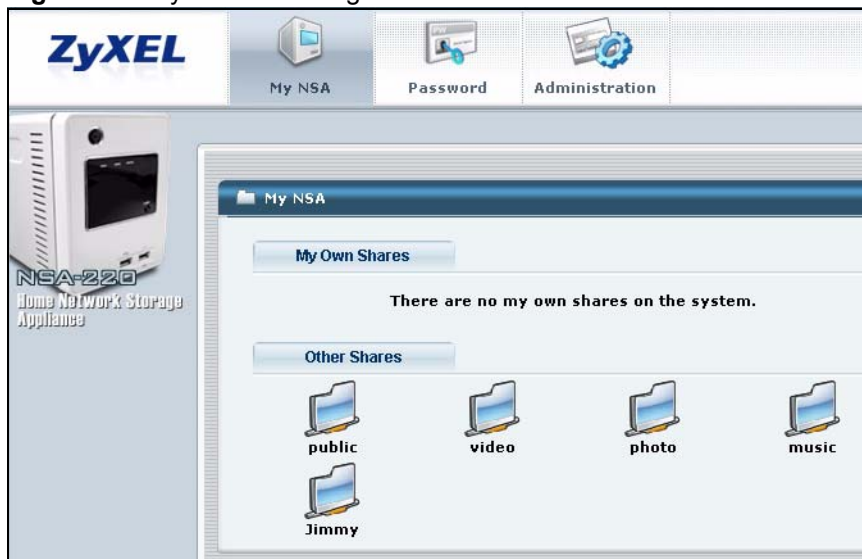 ZyXEL
My NSA
Password
Administration
NSA-220
Home Network Storage
Appliance
My NSA
My Own Shares
There are no my own shares on the system.
Other Shares
public
video
photo
music
Jimmy